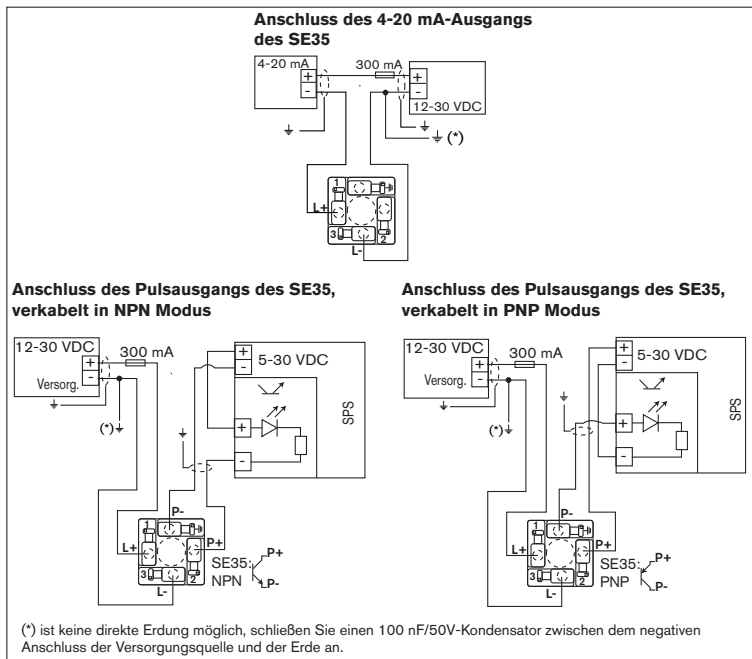 Anschluss des 4-20 mA-Ausgangs
des SE35
4-20 mA
+
-
300 mA
+
-
12-30 VDC
(*)
1
L+
3
2
L-
Anschluss des Pulsausgangs des SE35,
verkabelt in NPN Modus
12-30 VDC
+
300 mA
-
Versorg.
(*)
+
-
5-30 VDC
SPS
+
-
P-
1
P+
L+
3
2
L-
SE35:
NPN
P+
P-
Anschluss des Pulsausgangs des SE35,
verkabelt in PNP Modus
12-30 VDC
+
300 mA
-
Versorg.
(*)
+
-
5-30 VDC
SPS
+
-
P-
1
P+
L+
3
2
L-
SE35:
PNP
P+
P-
(*) ist keine direkte Erdung möglich, schließen Sie einen 100 nF/50V-Kondensator zwischen dem negativen
Anschluss der Versorgungsquelle und der Erde an.